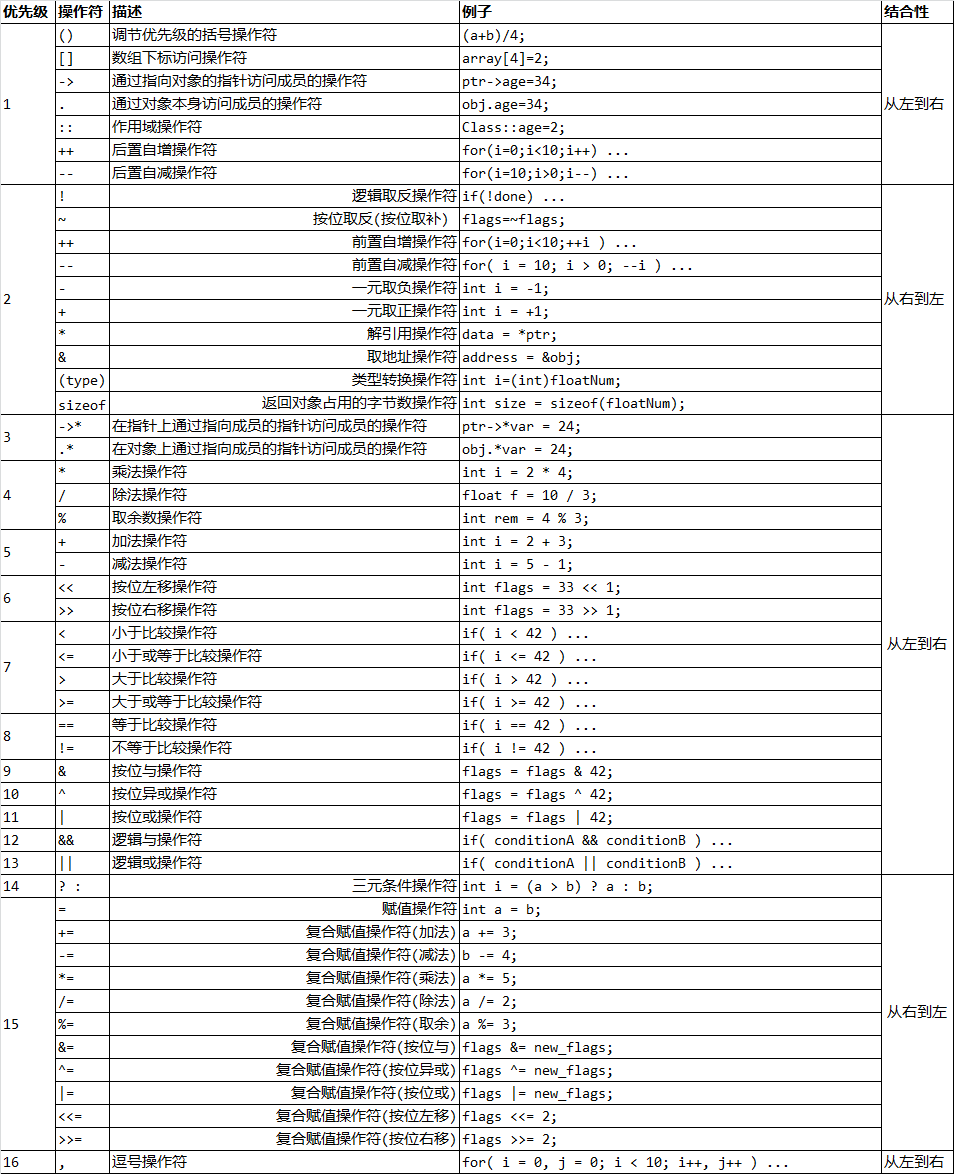 优先级 操作符 描述 例子 结合性
1 () 调节优先级的括号操作符 (a+b)/4; 从左到右
[] 数组下标访问操作符 array[4]=2;
-> 通过指向对象的指针访问成员的操作符 ptr->age=34;
. 通过对象本身访问成员的操作符 obj.age=34;
:: 作用域操作符 Class::age=2;
++ 后置自增操作符 for(i=0;i<10;i++) ...
-- 后置自减操作符 for(i=10;i>0;i--) ...
2 ! 逻辑取反操作符 if(!done) ... 从右到左
~ 按位取反(按位取补) flags=~flags;
++ 前置自增操作符 for(i=0;i<10;++i ) ...
-- 前置自减操作符 for( i = 10; i > 0; --i ) ...
- 一元取负操作符 int i = -1;
+ 一元取正操作符 int i = +1;
* 解引用操作符 data = *ptr;
& 取地址操作符 address = &obj;
(type) 类型转换操作符 int i=(int)floatNum;
sizeof 返回对象占用的字节数操作符 int size = sizeof(floatNum);
3 ->* 在指针上通过指向成员的指针访问成员的操作符 ptr->*var = 24; 从左到右
.* 在对象上通过指向成员的指针访问成员的操作符 obj.*var = 24;
4 * 乘法操作符 int i = 2 * 4;
/ 除法操作符 float f = 10 / 3;
% 取余数操作符 int rem = 4 % 3;
5 + 加法操作符 int i = 2 + 3;
- 减法操作符 int i = 5 - 1;
6 << 按位左移操作符 int flags = 33 << 1;
>> 按位右移操作符 int flags = 33 >> 1;
7 < 小于比较操作符 if( i < 42 ) ...
<= 小于或等于比较操作符 if( i <= 42 ) ...
> 大于比较操作符 if( i > 42 ) ...
>= 大于或等于比较操作符 if( i >= 42 ) ...
8 == 等于比较操作符 if( i == 42 ) ...
!= 不等于比较操作符 if( i != 42 ) ...
9 & 按位与操作符 flags = flags & 42;
10 ^ 按位异或操作符 flags = flags ^ 42;
11 | 按位或操作符 flags = flags | 42;
12 && 逻辑与操作符 if( conditionA && conditionB ) ...
13 || 逻辑或操作符 if( conditionA || conditionB ) ...
14 ? : 三元条件操作符 int i = (a > b) ? a : b; 从右到左
15 = 赋值操作符 int a = b;
+= 复合赋值操作符(加法) a += 3;
-= 复合赋值操作符(减法) b -= 4;
*= 复合赋值操作符(乘法) a *= 5;
/= 复合赋值操作符(除法) a /= 2;
%= 复合赋值操作符(取余) a %= 3;
&= 复合赋值操作符(按位与) flags &= new_flags;
^= 复合赋值操作符(按位异或) flags ^= new_flags;
|= 复合赋值操作符(按位或) flags |= new_flags;
<<= 复合赋值操作符(按位左移) flags <<= 2;
>>= 复合赋值操作符(按位右移) flags >>= 2;
16 , 逗号操作符 for( i = 0, j = 0; i < 10; i++, j++ ) ... 从左到右